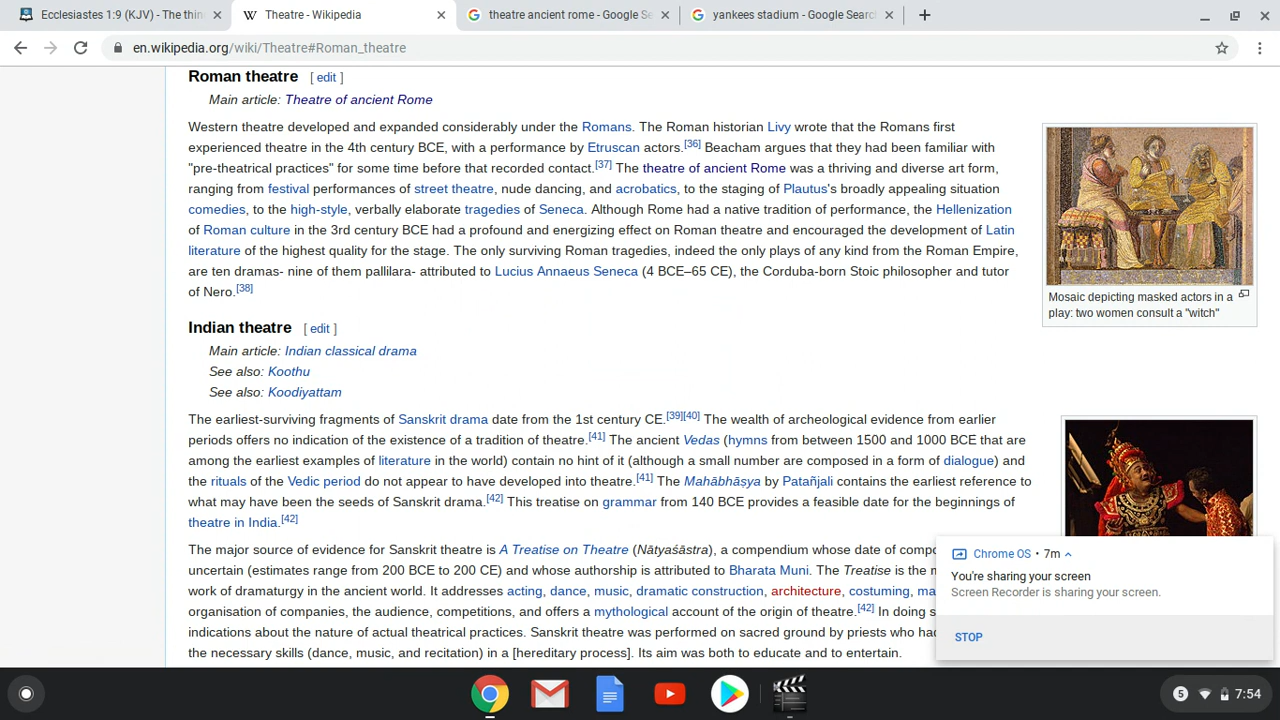 Ecclesiastes 1:9 (KJV) - The thin
Theatre - Wikipedia
theatre ancient rome - Google Se
yankees stadium - Google Search
en.wikipedia.org/wiki/Theatre#Roman_theatre
Roman theatre [ edit ]
Main article: Theatre of ancient Rome
Western theatre developed and expanded considerably under the Romans. The Roman historian Livy wrote that the Romans first
experienced theatre in the 4th century BCE, with a performance by Etruscan actors.[36] Beacham argues that they had been familiar with
"pre-theatrical practices" for some time before that recorded contact.[37] The theatre of ancient Rome was a thriving and diverse art form,
ranging from festival performances of street theatre, nude dancing, and acrobatics, to the staging of Plautus's broadly appealing situation
comedies, to the high-style, verbally elaborate tragedies of Seneca. Although Rome had a native tradition of performance, the Hellenization
of Roman culture in the 3rd century BCE had a profound and energizing effect on Roman theatre and encouraged the development of Latin
literature of the highest quality for the stage. The only surviving Roman tragedies, indeed the only plays of any kind from the Roman Empire,
are ten dramas- nine of them pallilara- attributed to Lucius Annaeus Seneca (4 BCE–65 CE), the Corduba-born Stoic philosopher and tutor
of Nero.[38]
Mosaic depicting masked actors in a
play: two women consult a "witch"
Indian theatre [ edit ]
Main article: Indian classical drama
See also: Koothu
See also: Koodiyattam
The earliest-surviving fragments of Sanskrit drama date from the 1st century CE.[39][40] The wealth of archeological evidence from earlier
periods offers no indication of the existence of a tradition of theatre.[41] The ancient Vedas (hymns from between 1500 and 1000 BCE that are
among the earliest examples of literature in the world) contain no hint of it (although a small number are composed in a form of dialogue) and
the rituals of the Vedic period do not appear to have developed into theatre.[41] The Mahābhāṣya by Patañjali contains the earliest reference to
what may have been the seeds of Sanskrit drama.[42] This treatise on grammar from 140 BCE provides a feasible date for the beginnings of
theatre in India.[42]
The major source of evidence for Sanskrit theatre is A Treatise on Theatre (Nātyaśāstra), a compendium whose date of compo
uncertain (estimates range from 200 BCE to 200 CE) and whose authorship is attributed to Bharata Muni. The Treatise is the m
work of dramaturgy in the ancient world. It addresses acting, dance, music, dramatic construction, architecture, costuming, ma
organisation of companies, the audience, competitions, and offers a mythological account of the origin of theatre.[42] In doing s
indications about the nature of actual theatrical practices. Sanskrit theatre was performed on sacred ground by priests who had
the necessary skills (dance, music, and recitation) in a [hereditary process]. Its aim was both to educate and to entertain.
Chrome OS • 7m
You're sharing your screen
Screen Recorder is sharing your screen.
STOP
5
7:54